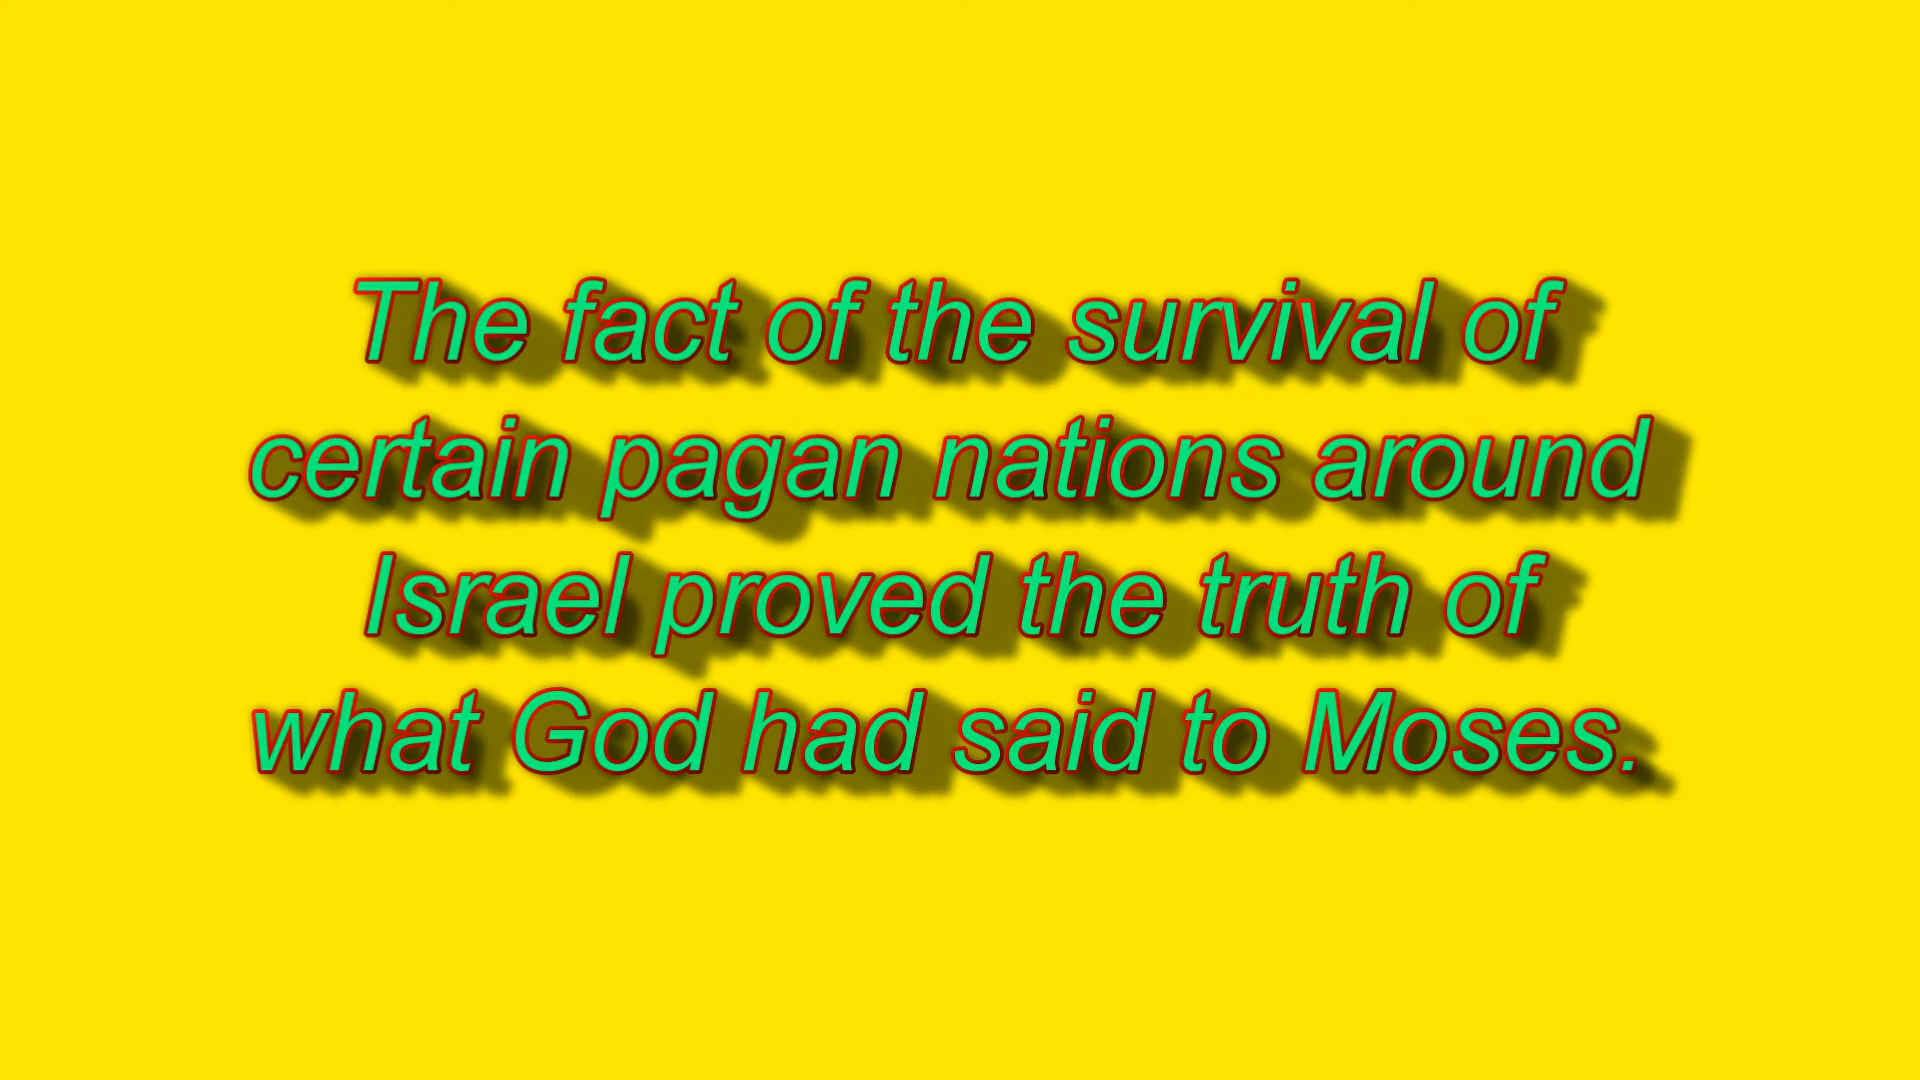 The fact of the survival of
certain pagan nations around
Israel proved the truth of
what God had said to Moses.